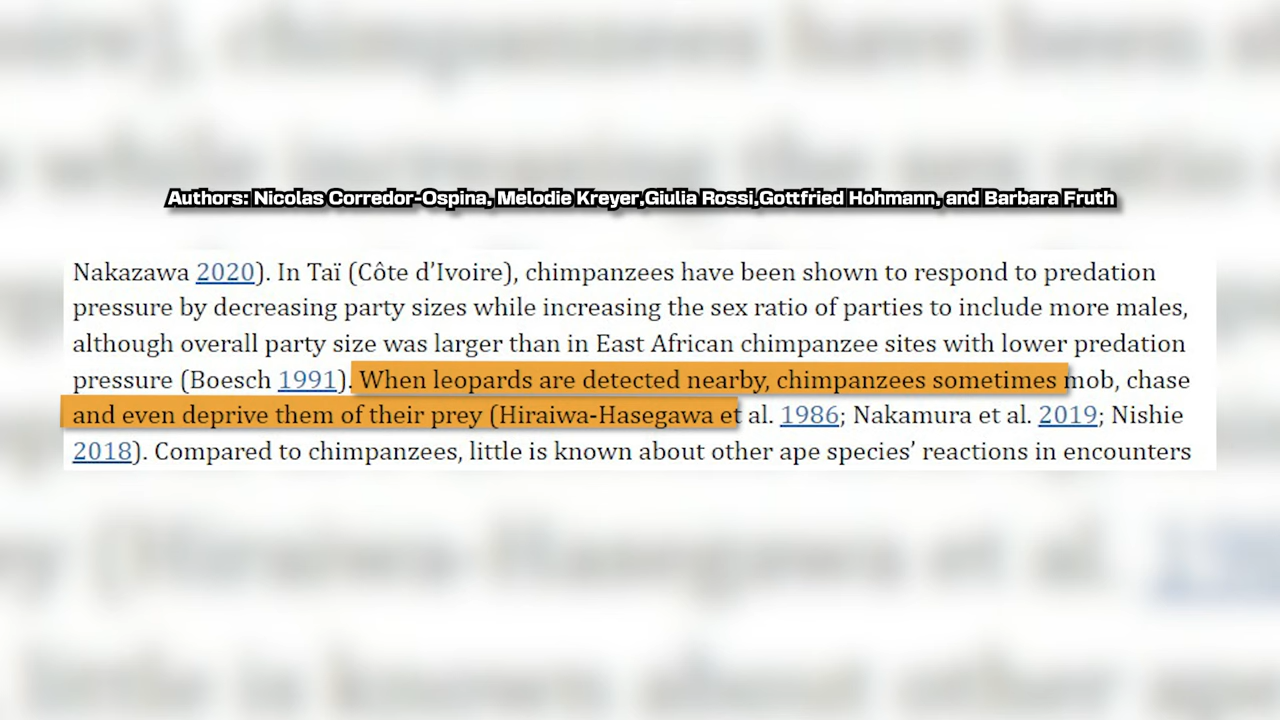 Authors: Nicolas Corredor-Ospina, Melodie Kreyer,Giulia Rossi,Gottfried Hohmann, and Barbara Fruth
Nakazawa 2020). In Taï (Côte d’Ivoire), chimpanzees have been shown to respond to predation
pressure by decreasing party sizes while increasing the sex ratio of parties to include more males,
although overall party size was larger than in East African chimpanzee sites with lower predation
pressure (Boesch 1991). When leopards are detected nearby, chimpanzees sometimes mob, chase
and even deprive them of their prey (Hiraiwa-Hasegawa et al. 1986; Nakamura et al. 2019; Nishie
2018). Compared to chimpanzees, little is known about other ape species’ reactions in encounters